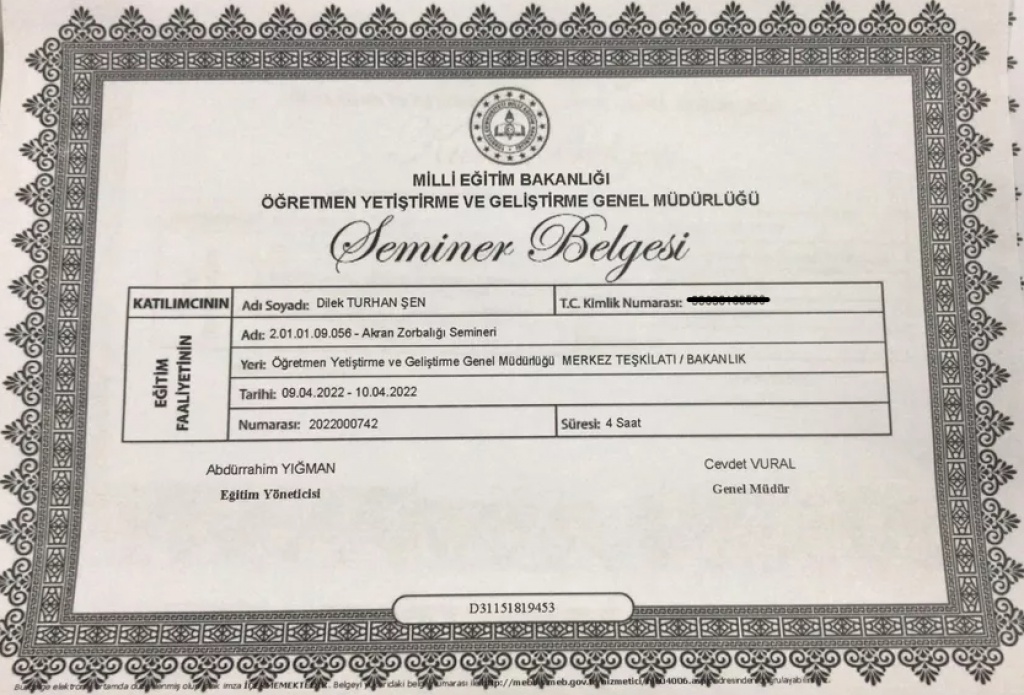 MİLLİ EĞİTİM BAKANLIĞI
ÖĞRETMEN YETİŞTİRME VE GELİŞTİRME GENEL MÜDÜRLÜĞÜ
Seminer Belgesi
KATILIMCININ Adı Soyadı: Dilek TURHAN ŞEN T.C. Kimlik Numarası:
EĞİTİM FAALİYETİNİN
Adı: 2.01.01.09.056 - Akran Zorbalığı Semineri
Yeri: Öğretmen Yetiştirme ve Geliştirme Genel Müdürlüğü MERKEZ TEŞKİLATI / BAKANLIK
Tarihi: 09.04.2022 - 10.04.2022
Numarası: 2022000742 Süresi: 4 Saat
Abdürrahim YIĞMAN Cevdet VURAL
Eğitim Yöneticisi Genel Müdür
D31151819453
imza Belgeyi